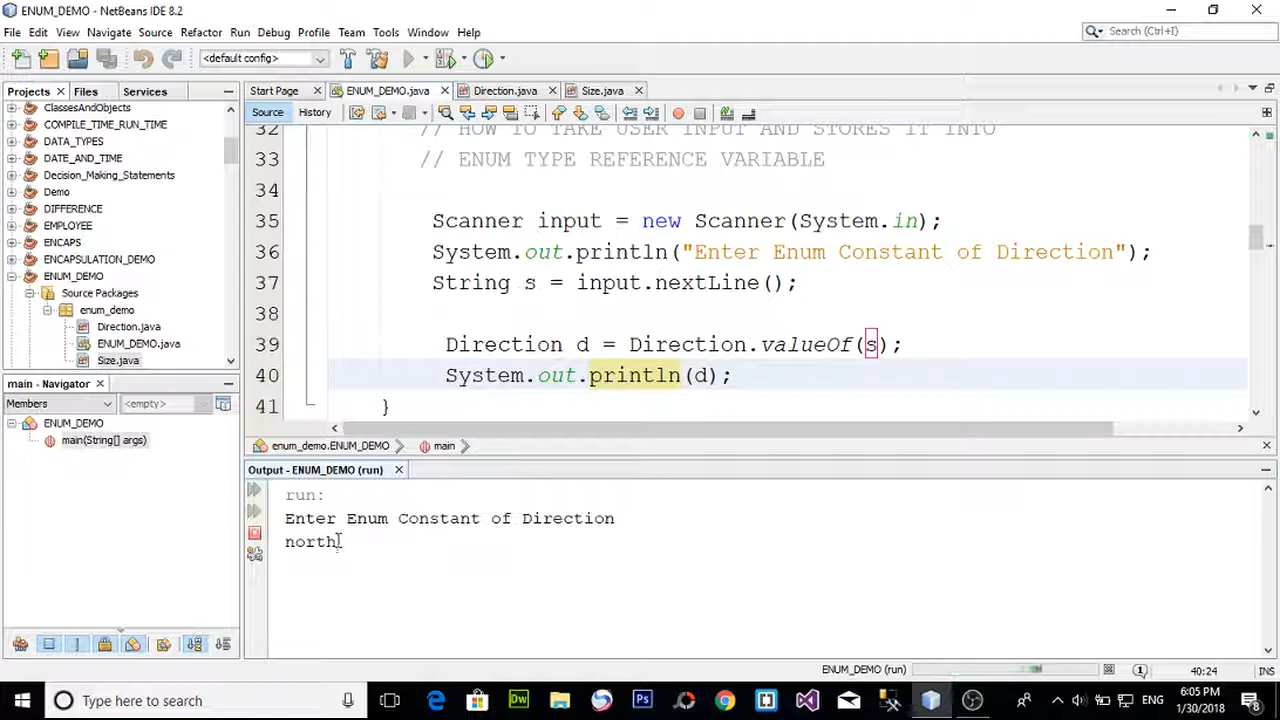 ENUM_DEMO - NetBeans IDE 8.2
File Edit View Navigate Source Refactor Run Debug Profile Team Tools Window Help
Search (Ctrl+I)
<default config>
Projects Files Services
Start Page ENUM_DEMO.java Direction.java Size.java
Source History
ClassesAndObjects
COMPILE_TIME_RUN_TIME
DATA_TYPES
DATE_AND_TIME
Decision_Making_Statements
Demo
DIFFERENCE
EMPLOYEE
ENCAPS
ENCAPSULATION_DEMO
ENUM_DEMO
Source Packages
enum_demo
Direction.java
ENUM_DEMO.java
Size.java
32 // HOW TO TAKE USER INPUT AND STORES IT INTO
33 // ENUM TYPE REFERENCE VARIABLE
34
35 Scanner input = new Scanner(System.in);
36 System.out.println("Enter Enum Constant of Direction");
37 String s = input.nextLine();
38
39 Direction d = Direction.valueOf(s);
40 System.out.println(d);
41 }
main - Navigator
Members <empty>
ENUM_DEMO
main(String[] args)
enum_demo.ENUM_DEMO main
Output - ENUM_DEMO (run)
run:
Enter Enum Constant of Direction
north
ENUM_DEMO (run) 1 40:24 INS
Type here to search
Dw
Ps
ENG
6:05 PM
1/30/2018
8